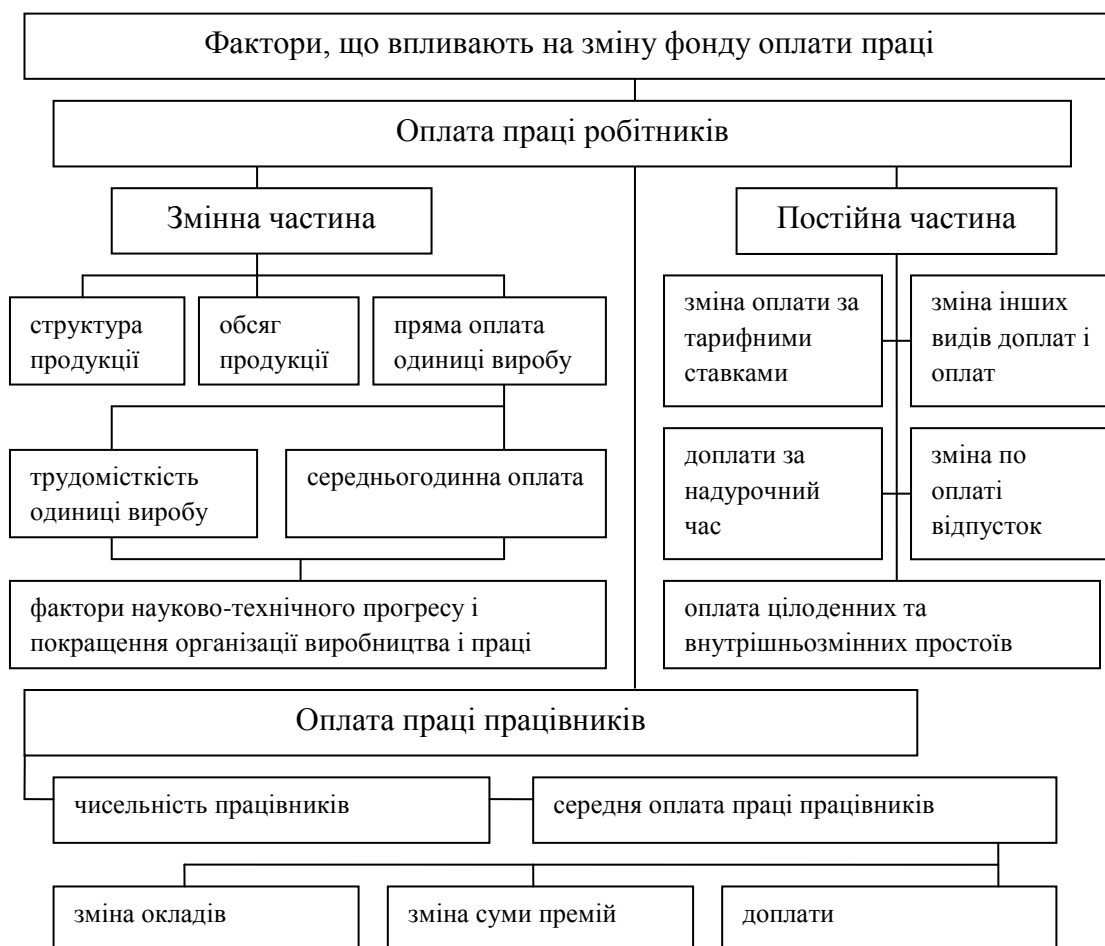 Фактори, що впливають на зміну фонду оплати праці
Оплата праці робітників
Змінна частина
Постійна частина
структура
продукції
обсяг
продукції
пряма оплата
одиниці виробу
зміна оплати за
тарифними
ставками
зміна інших
видів доплат і
оплат
трудомісткість
одиниці виробу
середньогодинна оплата
доплати за
надурочний
час
зміна по
оплаті
відпусток
фактори науково-технічного прогресу і
покращення організації виробництва і праці
оплата цілоденних та
внутрішньозмінних простоїв
Оплата праці працівників
чисельність працівників
середня оплата праці працівників
зміна окладів
зміна суми премій
доплати